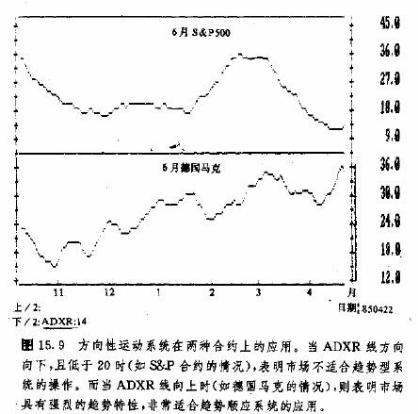 45.0
6月 S&P500
36.0
27.0
18.0
9.0
36.0
6月德国马克
30.0
24.0
18.0
12.0
11 12 1 2 3 4 月
上/2:
日期:850422
下/2:ADXR:14
图 15.9 方向性运动系统在两种合约上的应用。当 ADXR 线方向
向下,且低于 20 时(如 S&P 合约的情况),表明市场不适合趋势型系
统的操作。而当 ADXR 线向上时(如德国马克的情况),则表明市场
具有强烈的趋势特性,非常适合趋势顺应系统的应用。